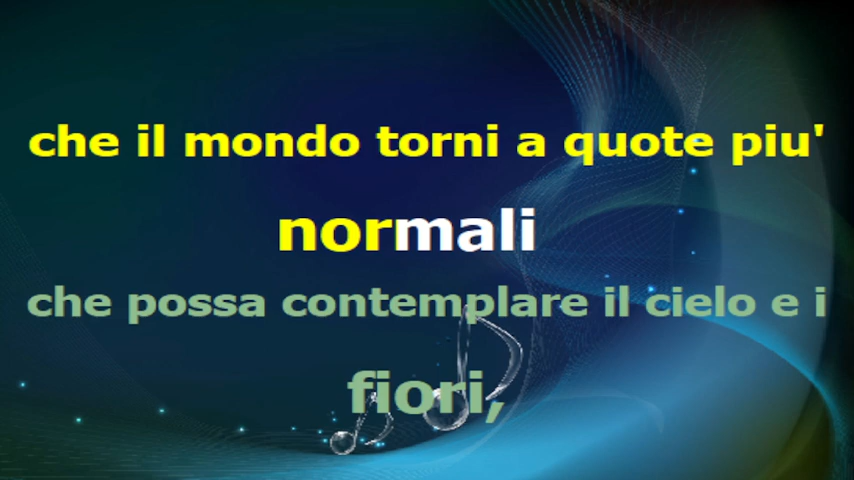 che il mondo torni a quote piu'
normali
che possa contemplare il cielo e i
fiori,